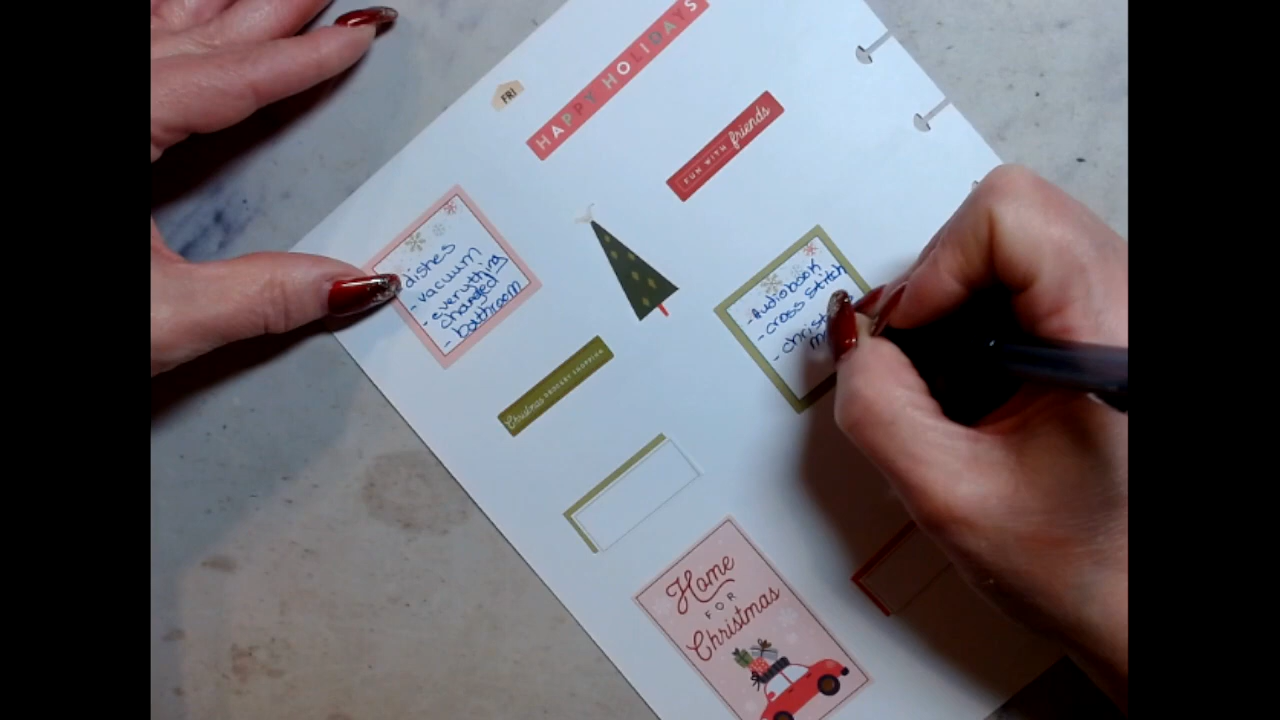 HAPPY HOLIDAYS
FRI
FUN WITH friends
dishes
- vacuum
- everything
changed
- bathroom
- Audiobook
- cross stitch
- christ
m
Christmas GROCERY SHOPPING
Home
FOR
Christmas